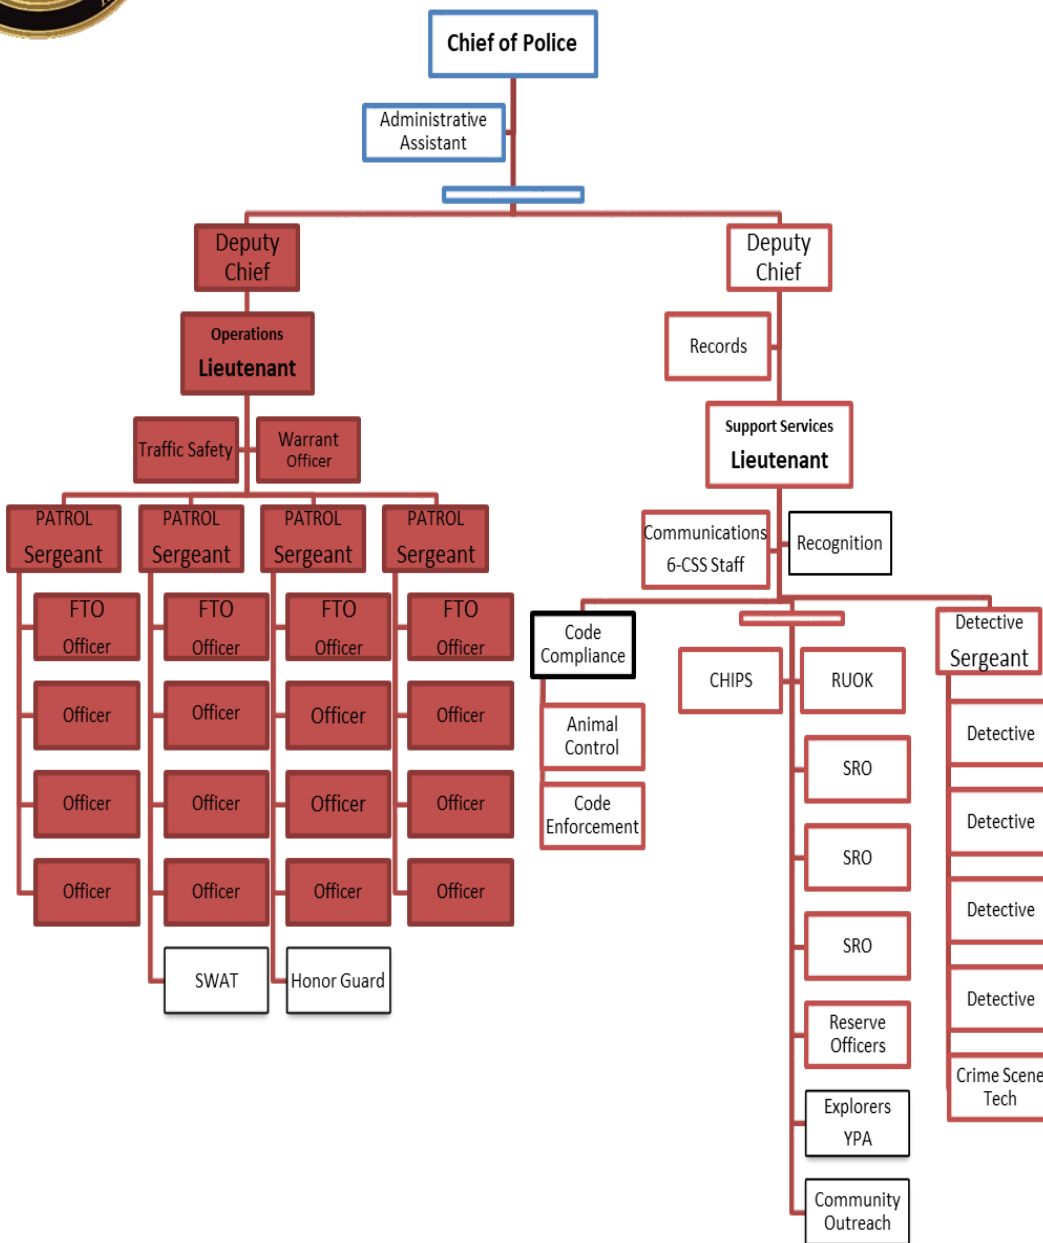 Chief of Police
Administrative
Assistant
Deputy
Chief
Deputy
Chief
Operations
Lieutenant
Records
Support Services
Lieutenant
Traffic Safety
Warrant
Officer
PATROL
Sergeant
PATROL
Sergeant
PATROL
Sergeant
PATROL
Sergeant
Communications
6-CSS Staff
Recognition
FTO
Officer
FTO
Officer
FTO
Officer
FTO
Officer
Officer
Officer
Officer
Officer
Officer
Officer
Officer
Officer
Officer
Officer
Officer
Officer
SWAT
Honor Guard
Code
Compliance
Animal
Control
Code
Enforcement
CHIPS
RUOK
SRO
SRO
SRO
Reserve
Officers
Explorers
YPA
Community
Outreach
Detective
Sergeant
Detective
Detective
Detective
Detective
Crime Scene
Tech